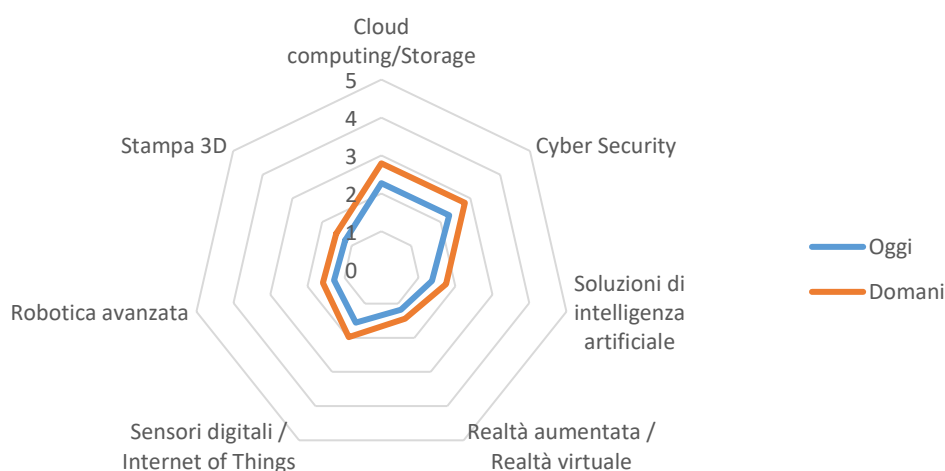 Cloud
computing/Storage
5
4
3
2
1
0
Stampa 3D
Cyber Security
Oggi
Domani
Soluzioni di
intelligenza
artificiale
Robotica avanzata
Sensori digitali /
Internet of Things
Realtà aumentata /
Realtà virtuale